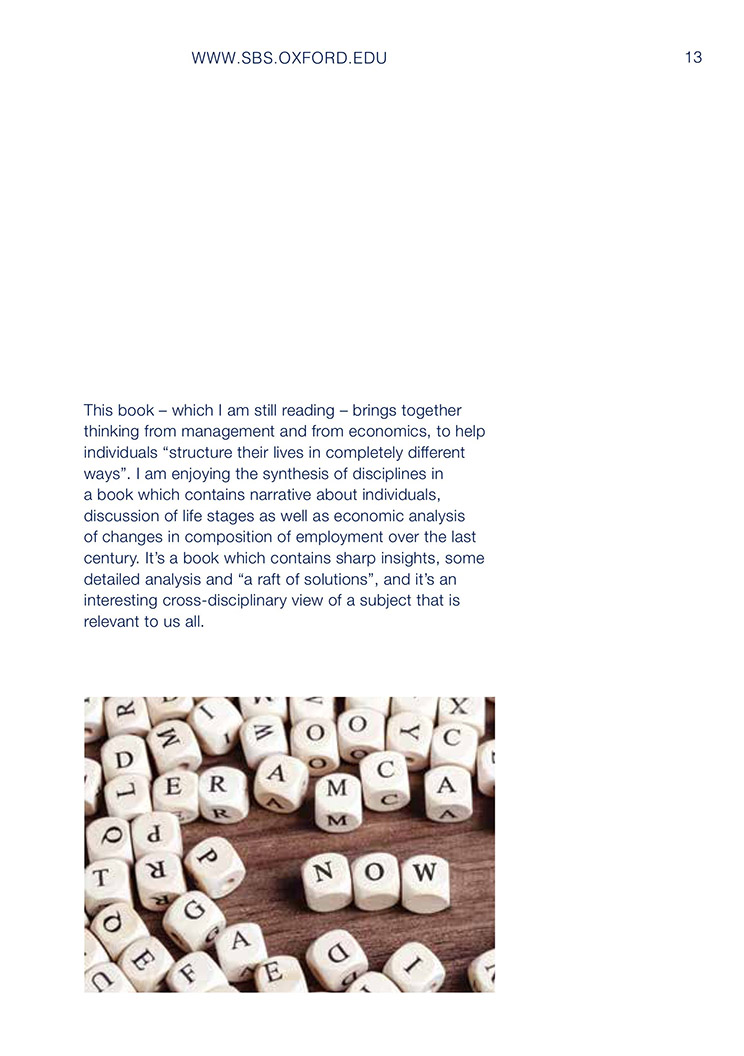 WWW.SBS.OXFORD.EDU 13
This book – which I am still reading – brings together
thinking from management and from economics, to help
individuals “structure their lives in completely different
ways”. I am enjoying the synthesis of disciplines in
a book which contains narrative about individuals,
discussion of life stages as well as economic analysis
of changes in composition of employment over the last
century. It’s a book which contains sharp insights, some
detailed analysis and “a raft of solutions”, and it’s an
interesting cross-disciplinary view of a subject that is
relevant to us all.
NOW